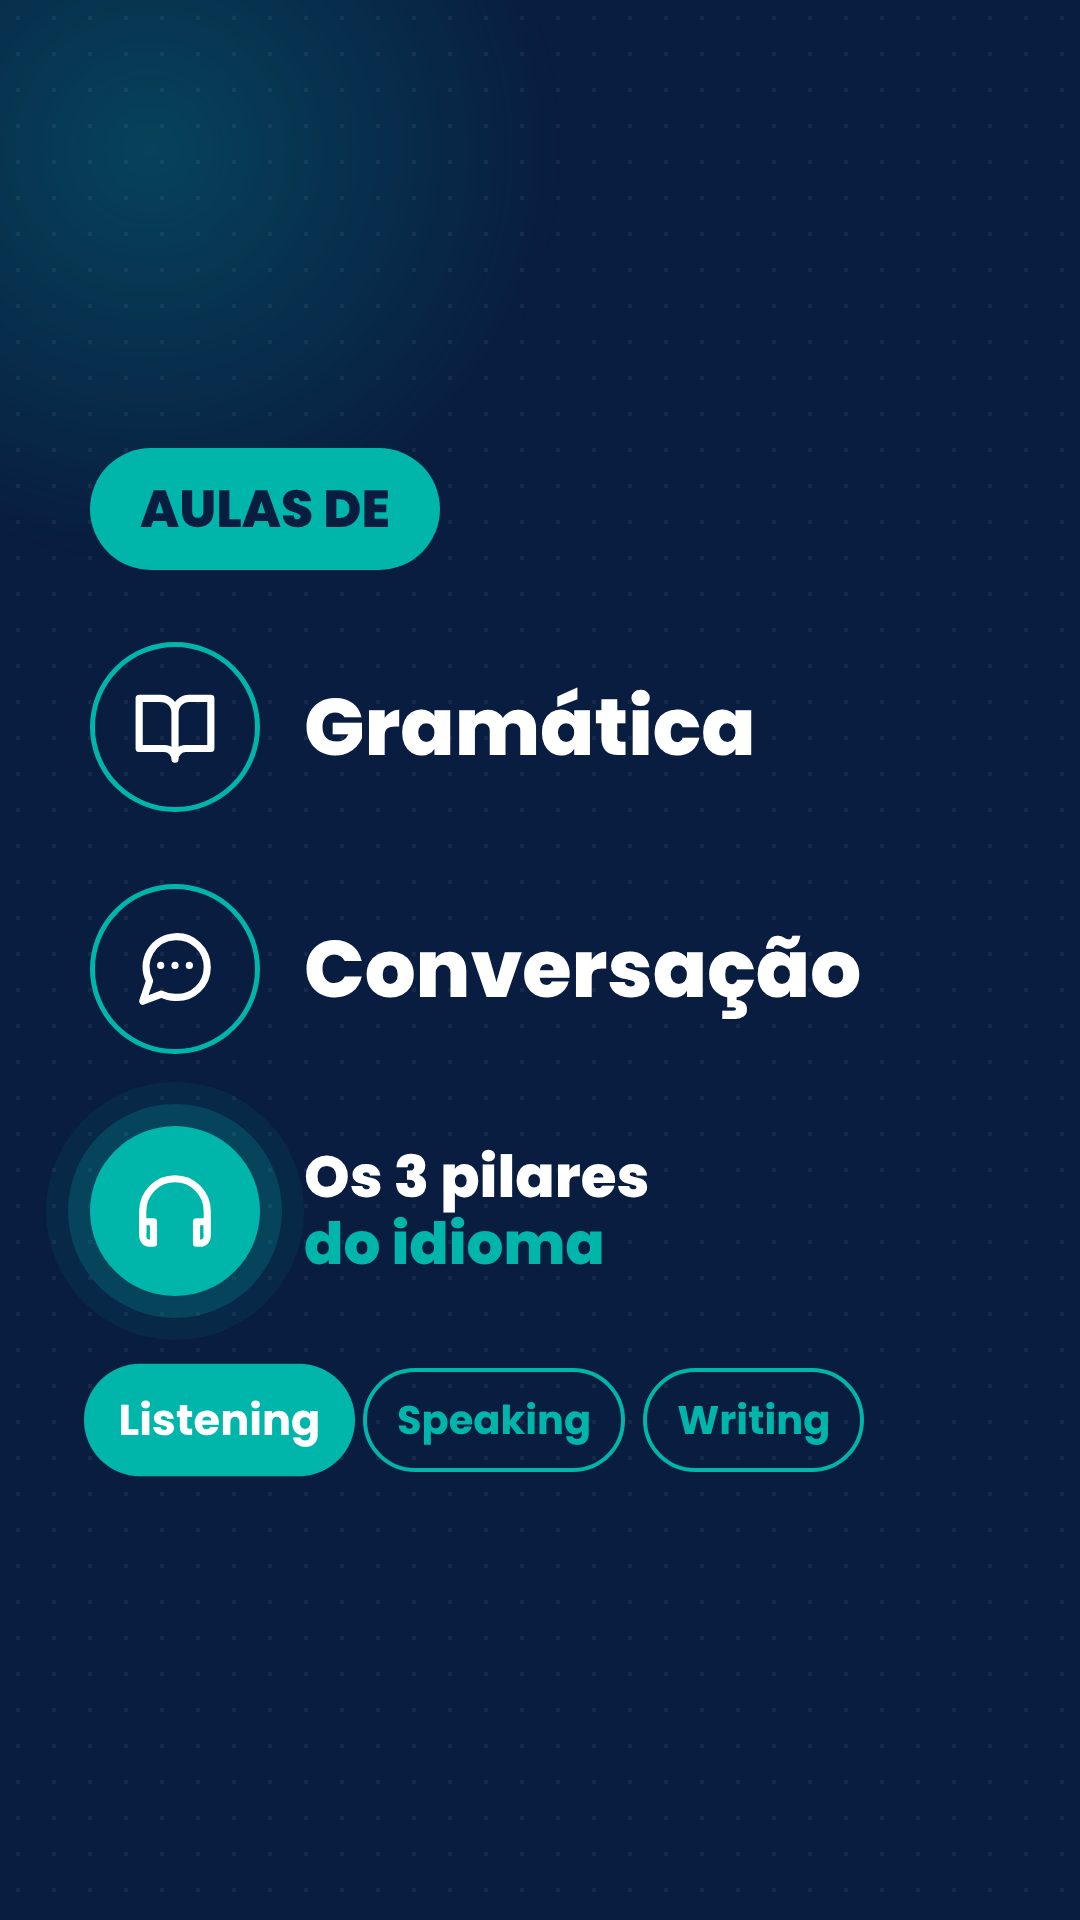 AULAS DE
Gramática
Conversação
Os 3 pilares
do idioma
Listening
Speaking
Writing